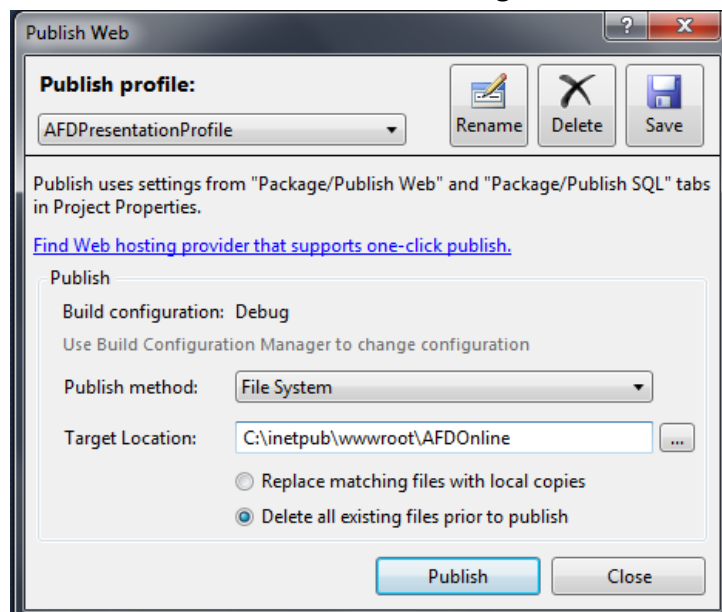 Publish Web
?
X
Publish profile:
AFDPresentationProfile
Rename
Delete
Save
Publish uses settings from "Package/Publish Web" and "Package/Publish SQL" tabs
in Project Properties.
Find Web hosting provider that supports one-click publish.
Publish
Build configuration: Debug
Use Build Configuration Manager to change configuration
Publish method: File System
Target Location: C:\inetpub\wwwroot\AFDOnline ...
Replace matching files with local copies
Delete all existing files prior to publish
Publish
Close